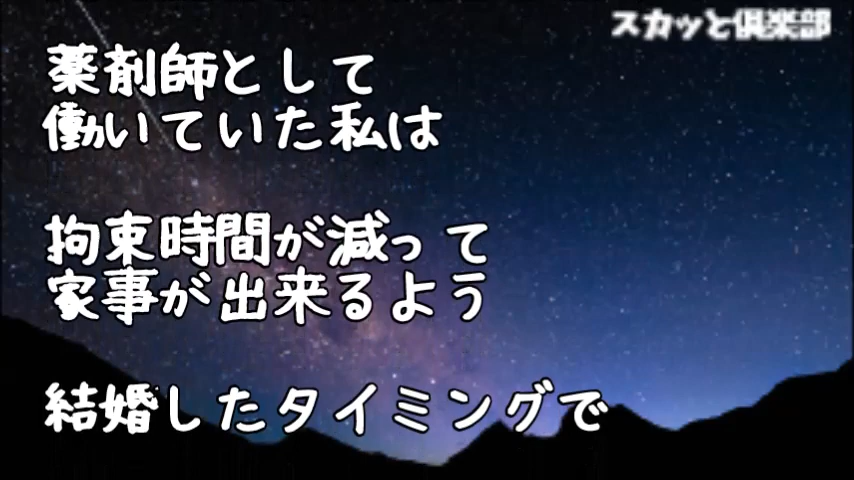 スカッと倶楽部
薬剤師として
働いていた私は
拘束時間が減って
家事が出来るよう
結婚したタイミングで